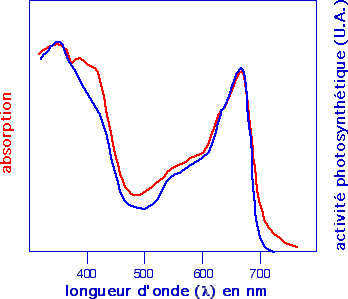 absorption
activité photosynthétique (U.A.)
400 500 600 700
longueur d'onde (λ) en nm